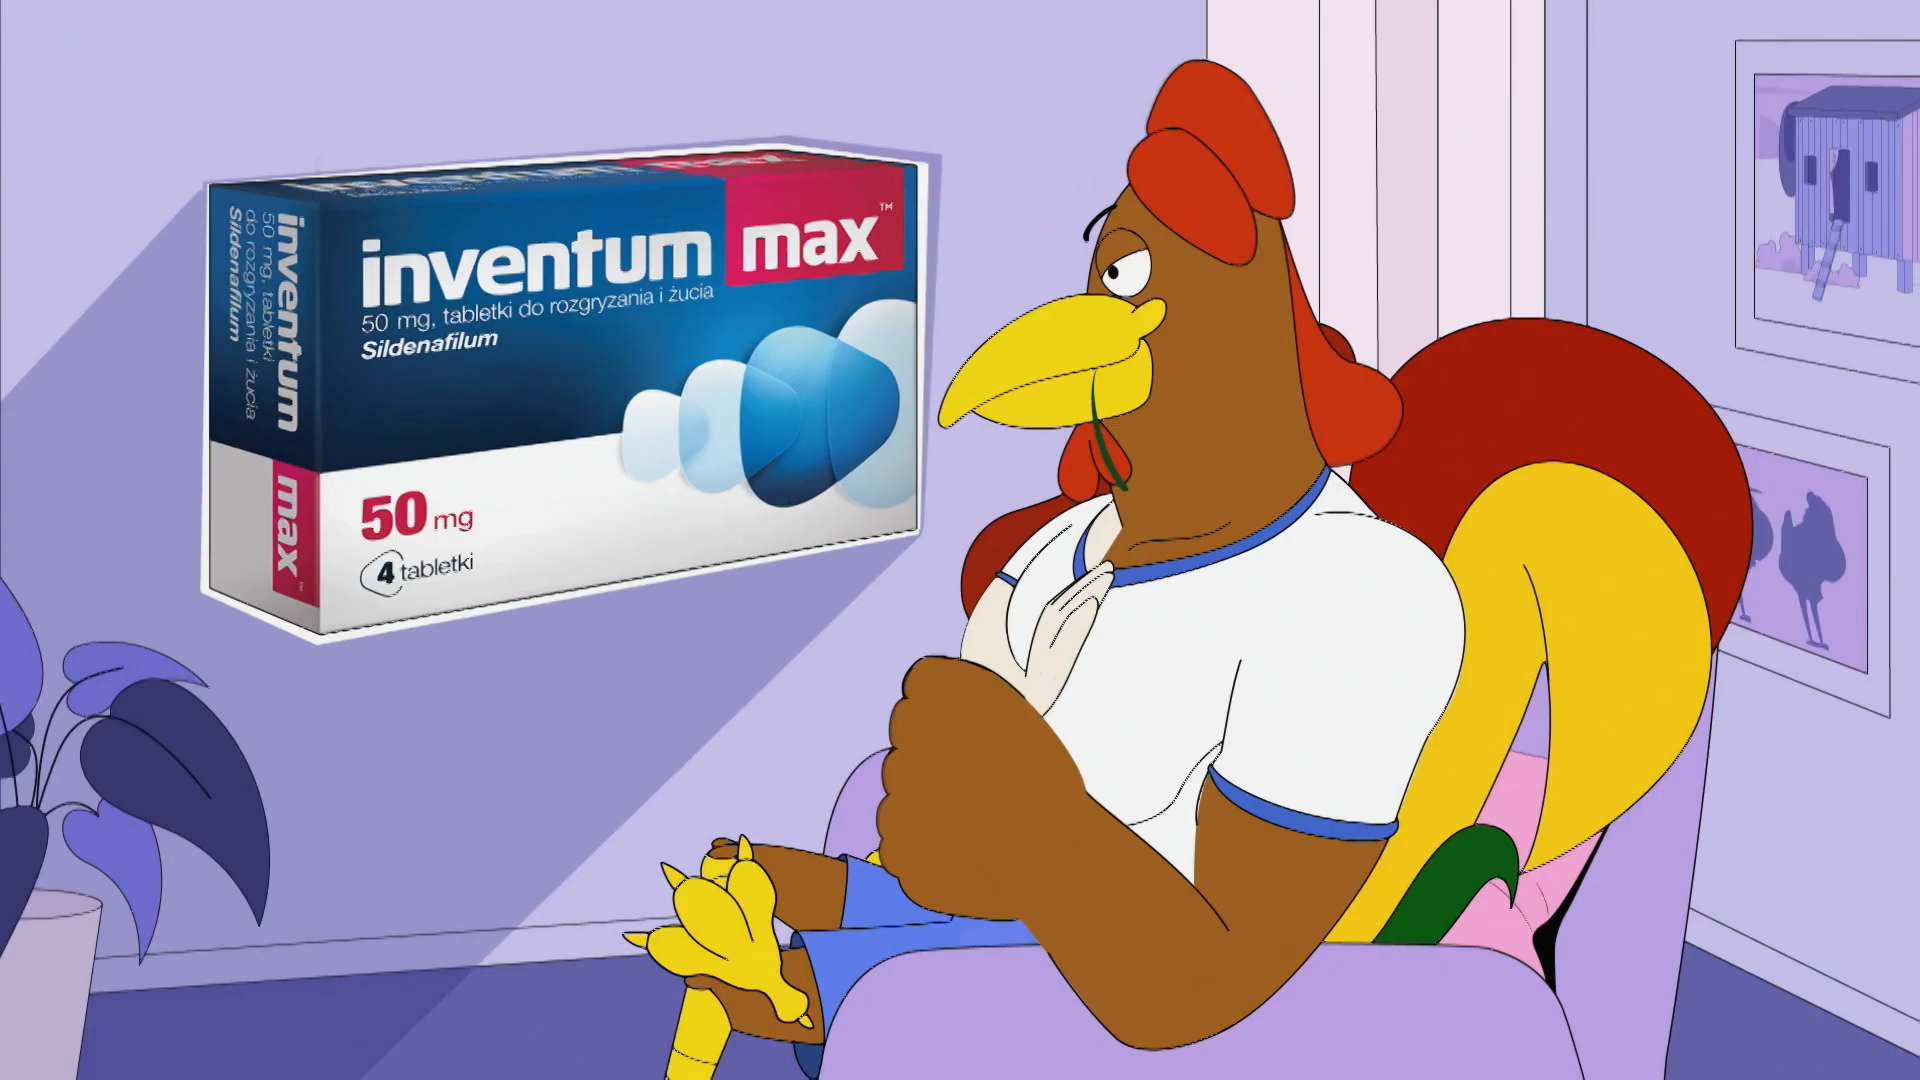 inventum max™
50 mg, tabletki do rozgryzania i żucia
Sildenafilum
50 mg
4 tabletki
inventum
50 mg, tabletki
do rozgryzania i żucia
Sildenafilum
max™